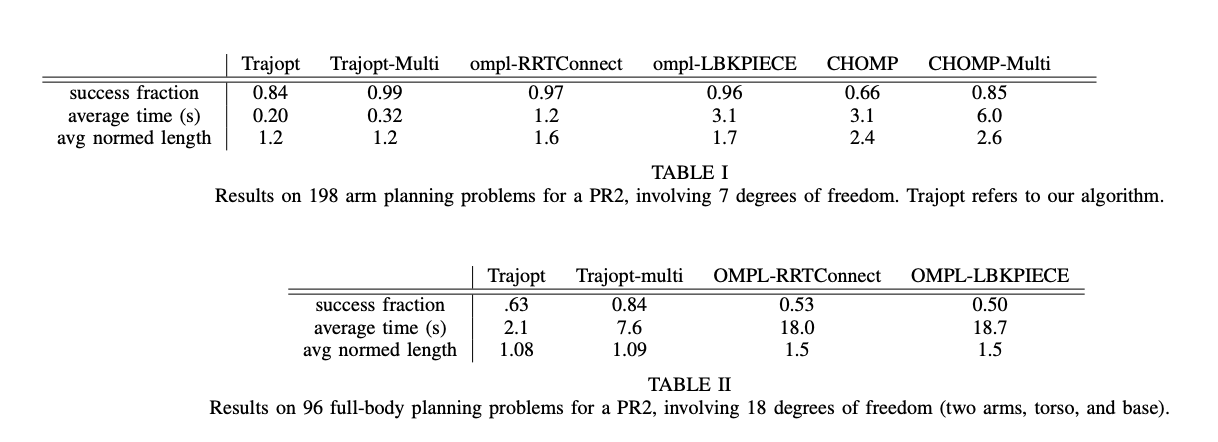 Trajopt Trajopt-Multi ompl-RRTConnect ompl-LBKPIECE CHOMP CHOMP-Multi
success fraction 0.84 0.99 0.97 0.96 0.66 0.85
average time (s) 0.20 0.32 1.2 3.1 3.1 6.0
avg normed length 1.2 1.2 1.6 1.7 2.4 2.6
TABLE I
Results on 198 arm planning problems for a PR2, involving 7 degrees of freedom. Trajopt refers to our algorithm.
Trajopt Trajopt-multi OMPL-RRTConnect OMPL-LBKPIECE
success fraction .63 0.84 0.53 0.50
average time (s) 2.1 7.6 18.0 18.7
avg normed length 1.08 1.09 1.5 1.5
TABLE II
Results on 96 full-body planning problems for a PR2, involving 18 degrees of freedom (two arms, torso, and base).